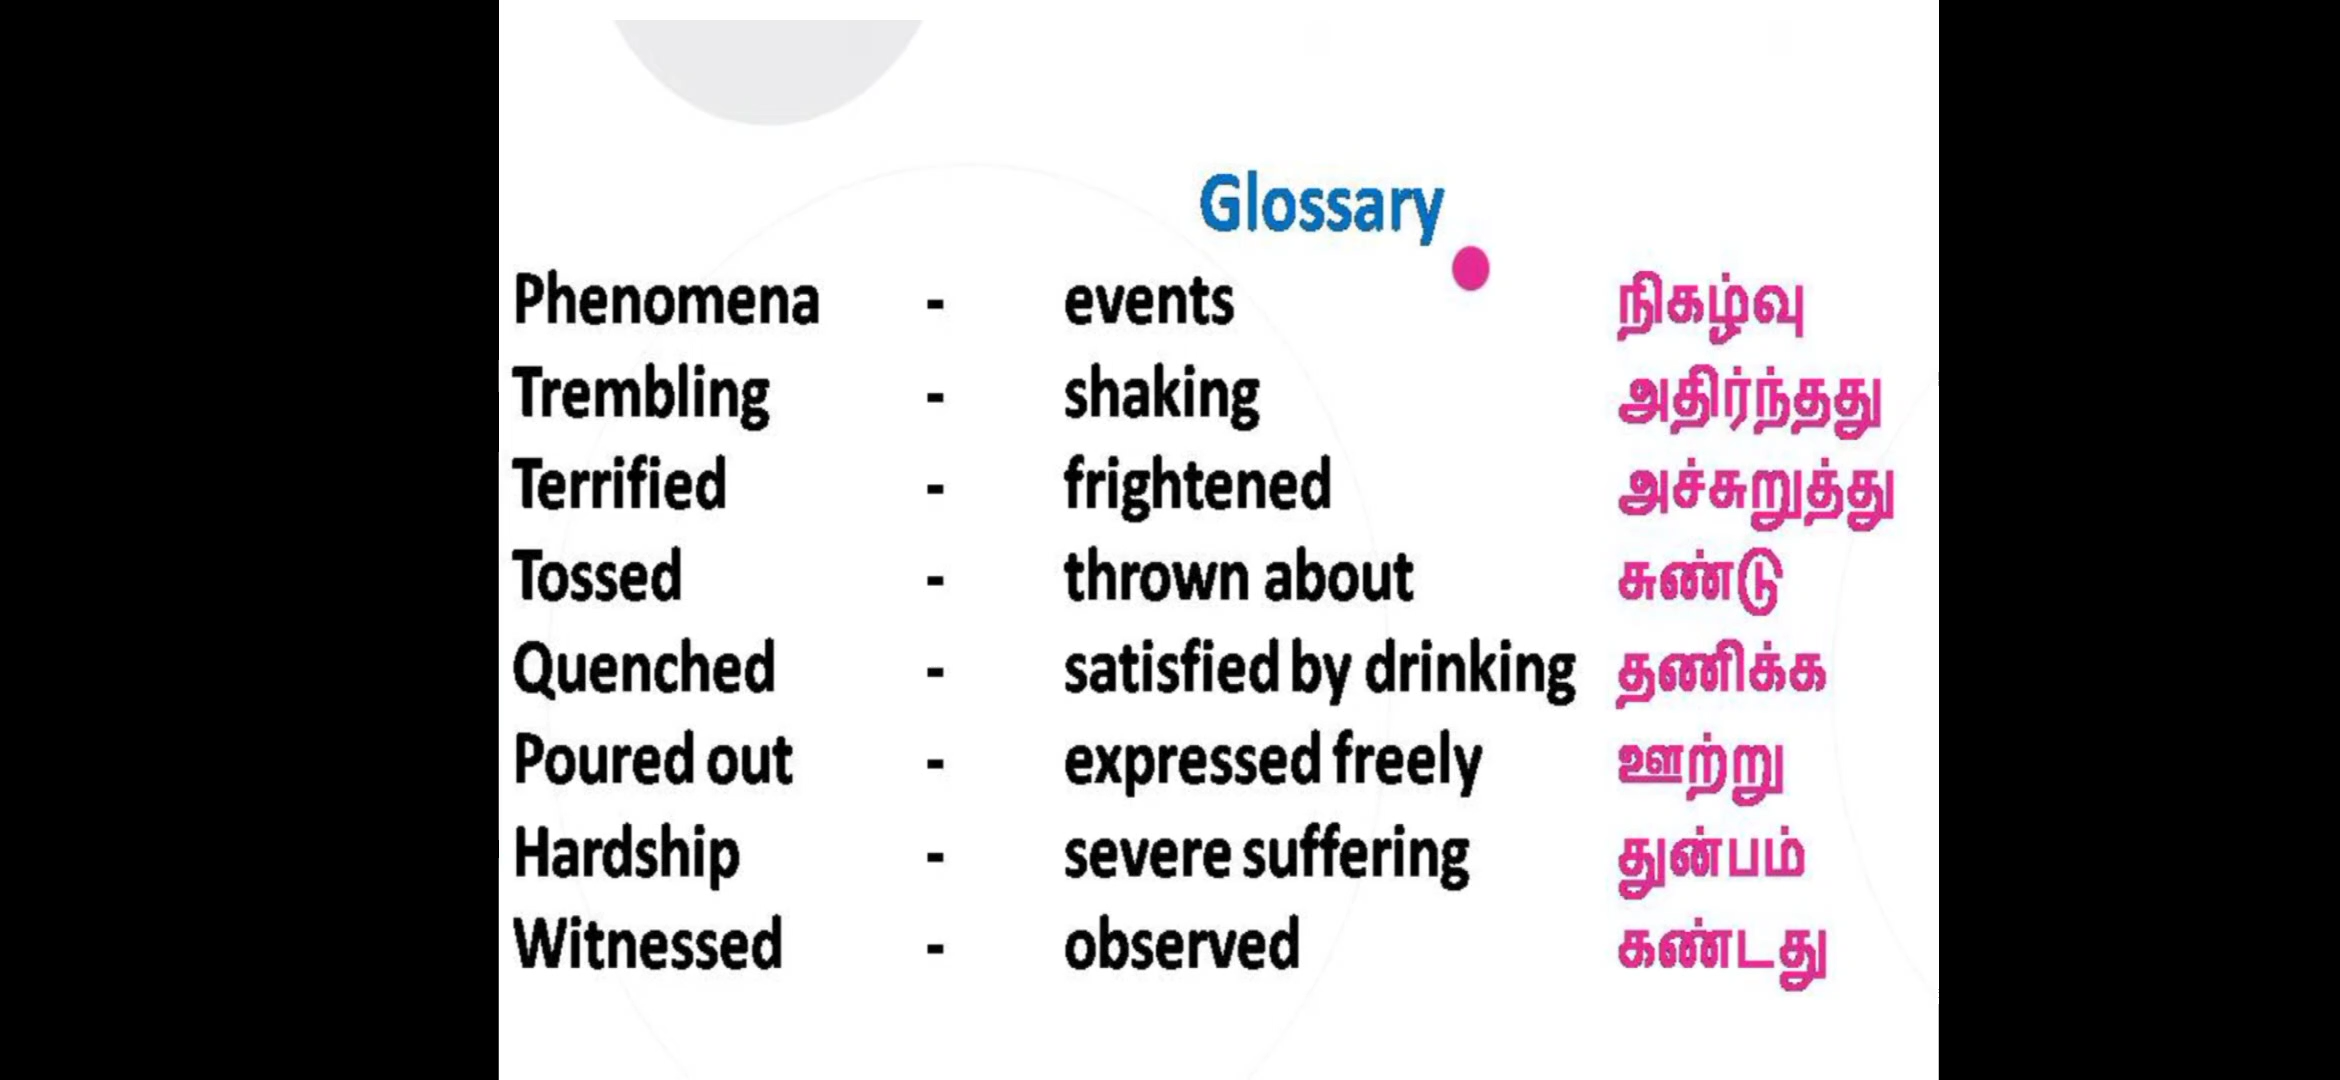 Glossary
Phenomena - events நிகழ்வு
Trembling - shaking அதிர்ந்தது
Terrified - frightened அச்சுறுத்து
Tossed - thrown about சுண்டு
Quenched - satisfied by drinking தணிக்க
Poured out - expressed freely ஊற்று
Hardship - severe suffering துன்பம்
Witnessed - observed கண்டது